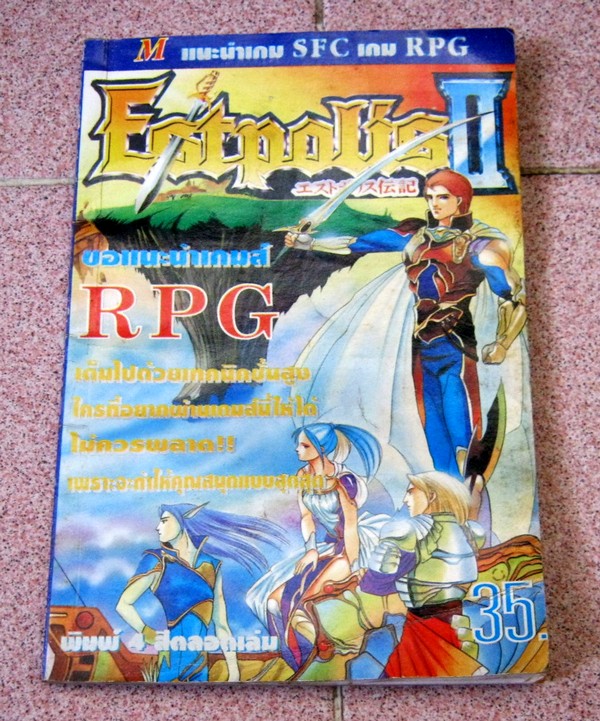 M แนะนำเกม SFC เกม RPG
Estpolis II
エストポリス伝記
ขอแนะนำเกมส์
RPG
เต็มไปด้วยเทคนิคขั้นสูง
ใครที่อยากผ่านเกมส์นี้ให้ได้
ไม่ควรพลาด!!
เพราะจะทำให้คุณสนุกแบบสุดสุด
พิมพ์ 4 สีตลอดเล่ม
35.